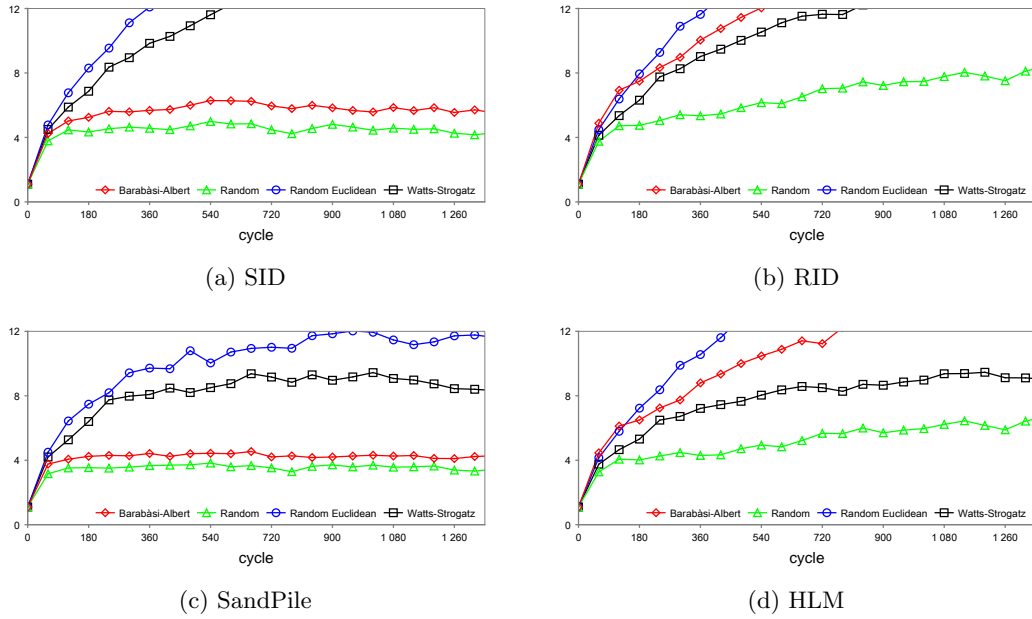 12
8
4
0
Barabàsi-Albert Random Random Euclidean Watts-Strogatz
0 180 360 540 720 900 1 080 1 260
cycle
(a) SID
12
8
4
0
Barabàsi-Albert Random Random Euclidean Watts-Strogatz
0 180 360 540 720 900 1 080 1 260
cycle
(b) RID
12
8
4
0
Barabàsi-Albert Random Random Euclidean Watts-Strogatz
0 180 360 540 720 900 1 080 1 260
cycle
(c) SandPile
12
8
4
0
Barabàsi-Albert Random Random Euclidean Watts-Strogatz
0 180 360 540 720 900 1 080 1 260
cycle
(d) HLM